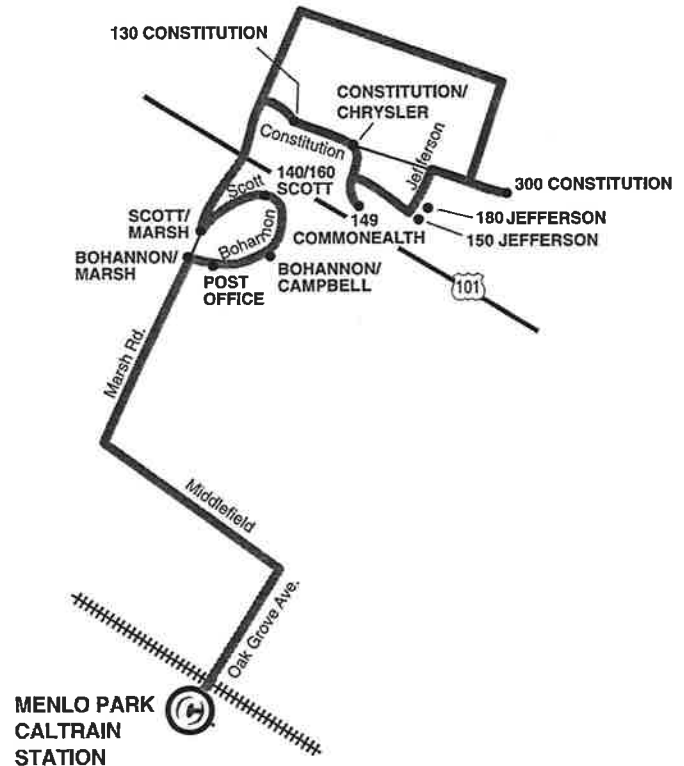 130 CONSTITUTION
CONSTITUTION/
CHRYSLER
Constitution
Jefferson
300 CONSTITUTION
140/160
SCOTT
Scott
180 JEFFERSON
149
COMMONEALTH
150 JEFFERSON
SCOTT/
MARSH
Bohannon
BOHANNON/
MARSH
POST
OFFICE
BOHANNON/
CAMPBELL
101
Marsh Rd.
Middlefield
Oak Grove Ave.
C
MENLO PARK
CALTRAIN
STATION